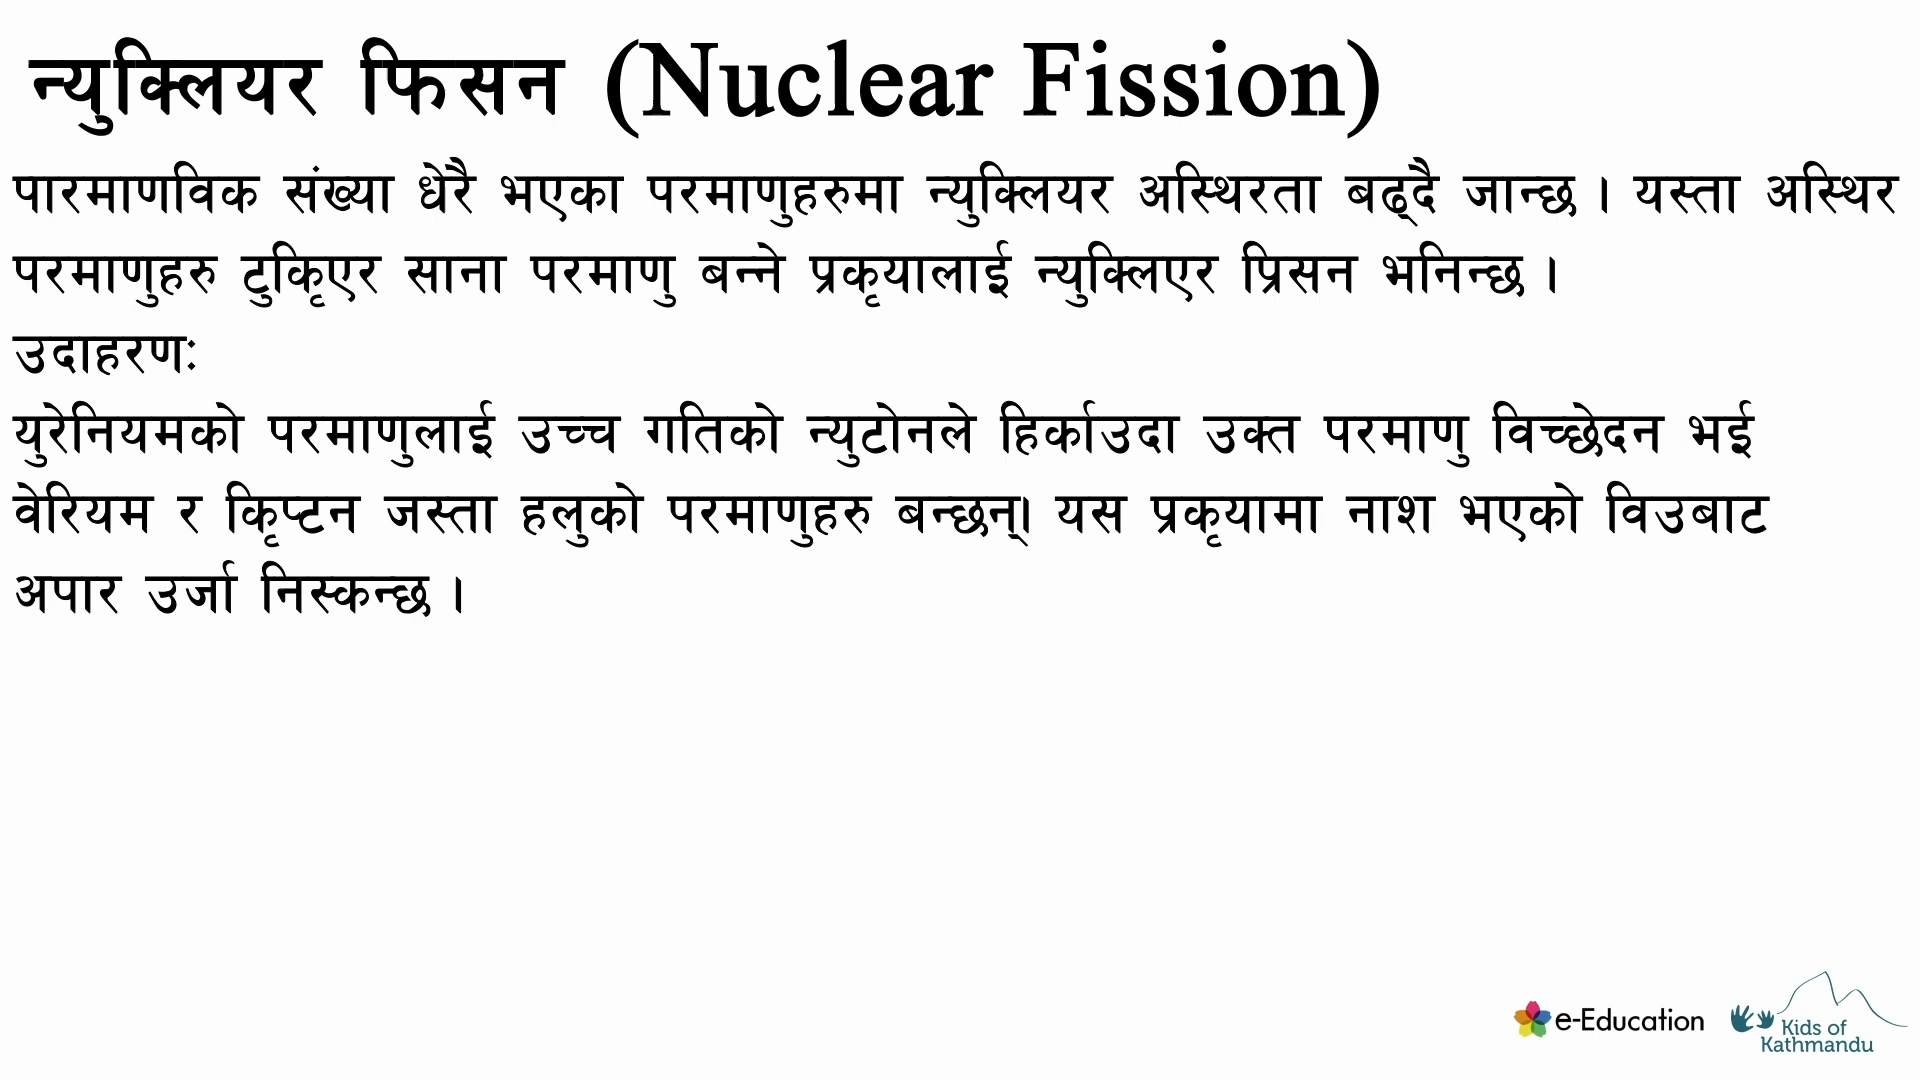 न्युक्लियर फिसन (Nuclear Fission)
पारमाणविक संख्या धेरै भएका परमाणुहरुमा न्युक्लियर अस्थिरता बढ्दै जान्छ । यस्ता अस्थिर
परमाणुहरु टुकिृएर साना परमाणु बन्ने प्रकृयालाई न्युक्लिएर प्रिसन भनिन्छ ।
उदाहरणः
युरेनियमको परमाणुलाई उच्च गतिको न्युटोनले हिर्काउदा उक्त परमाणु विच्छेदन भई
वेरियम र किृप्टन जस्ता हलुको परमाणुहरु बन्छन्। यस प्रकृयामा नाश भएको विउबाट
अपार उर्जा निस्कन्छ ।
e-Education
Kids of
Kathmandu